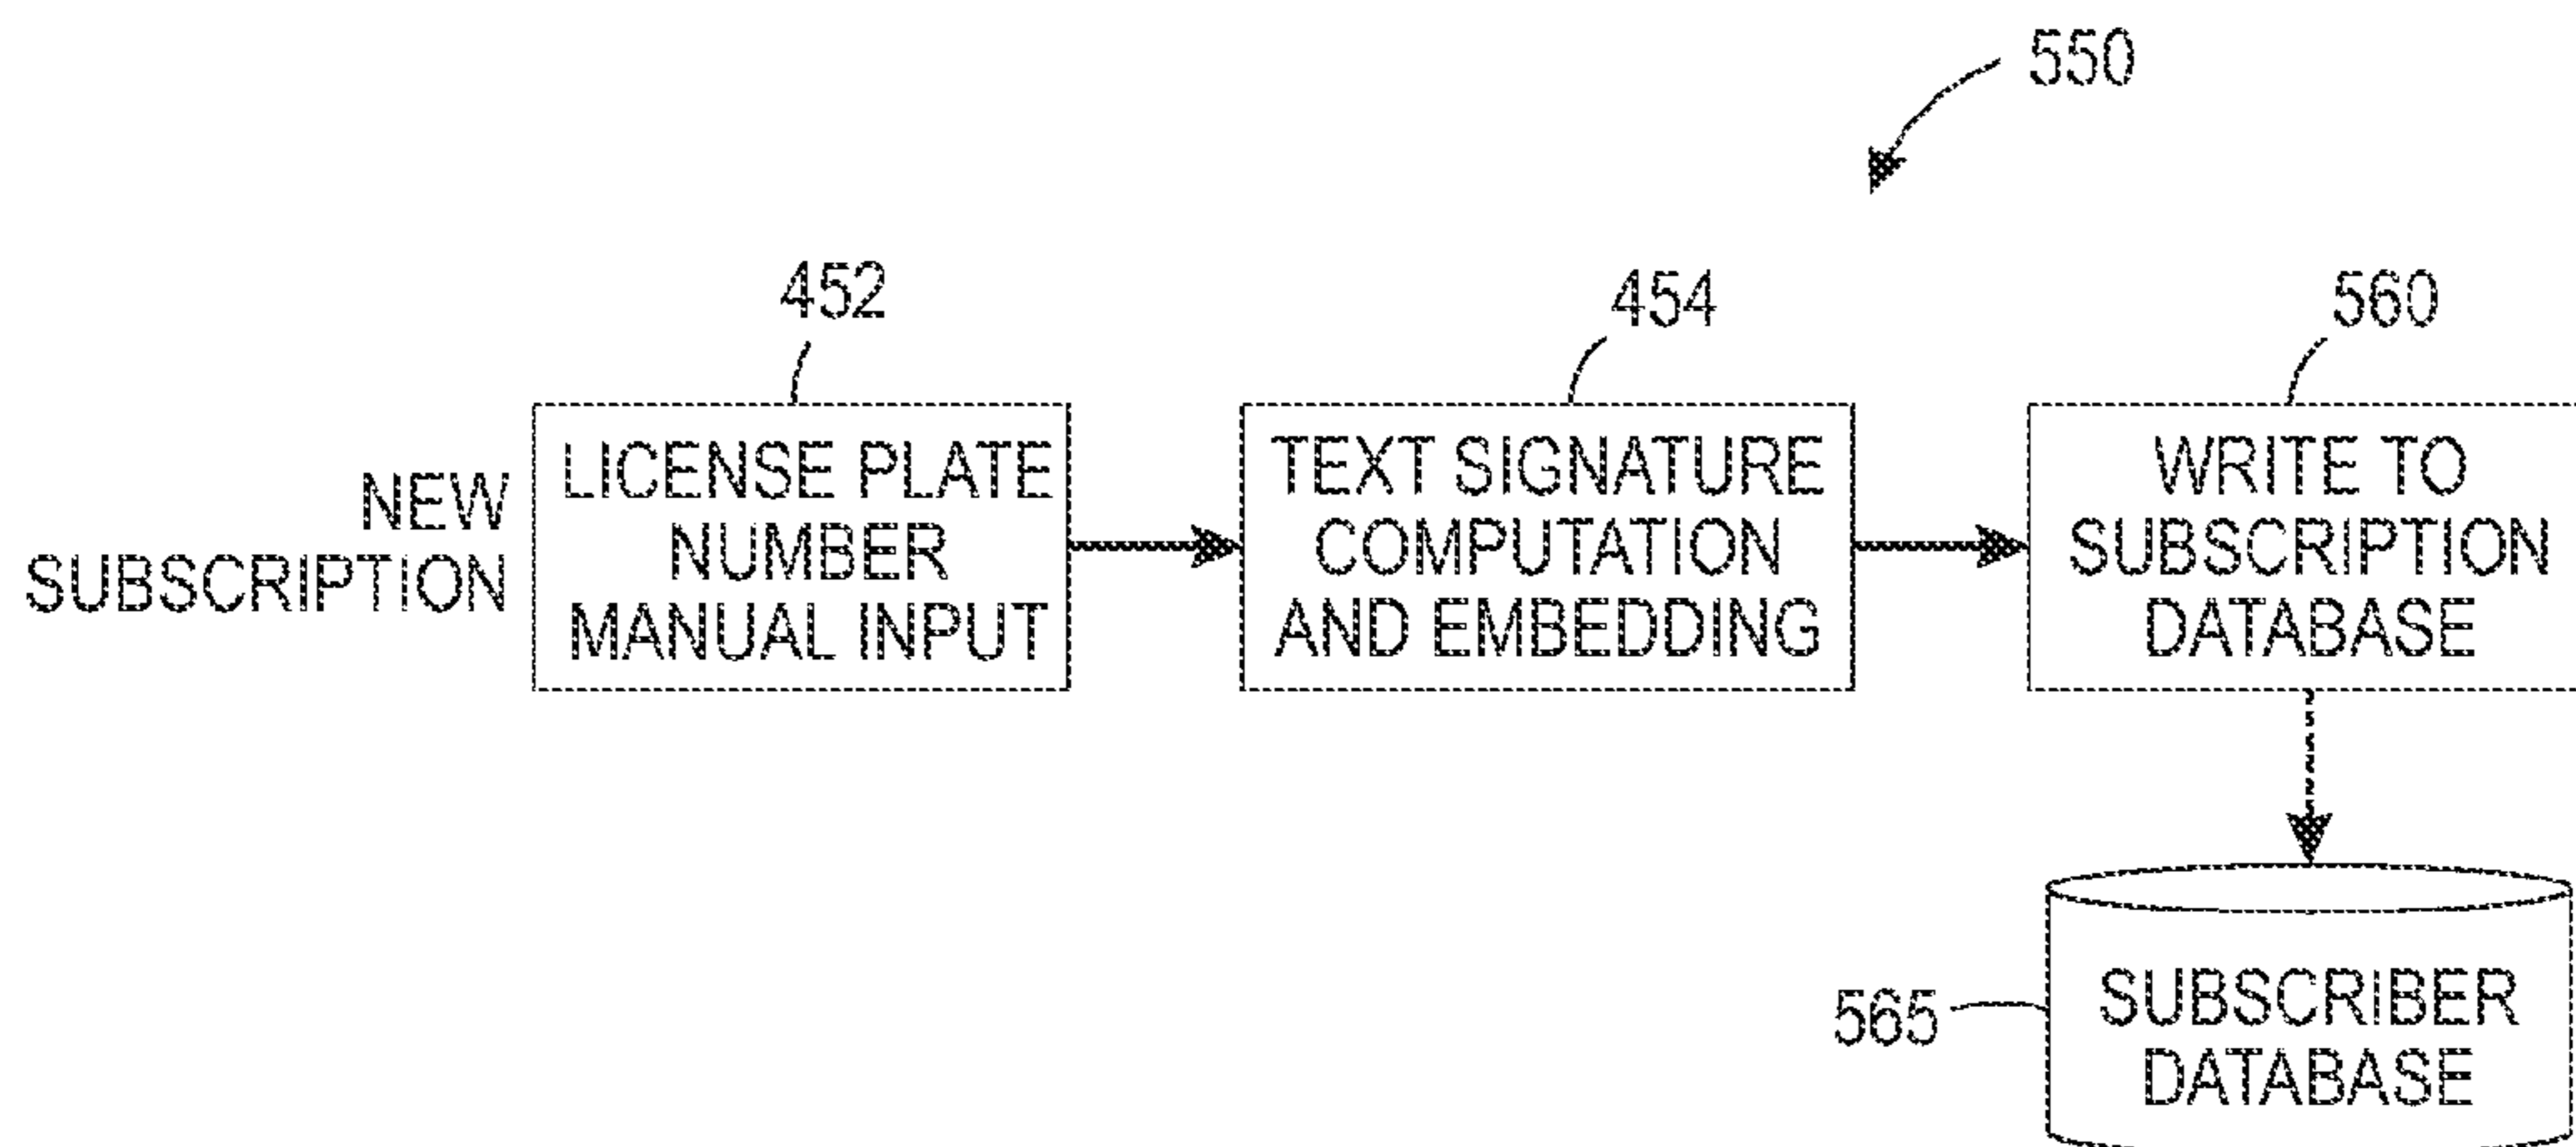 550
452
454
560
NEW
SUBSCRIPTION
LICENSE PLATE
NUMBER
MANUAL INPUT
TEXT SIGNATURE
COMPUTATION
AND EMBEDDING
WRITE TO
SUBSCRIPTION
DATABASE
565
SUBSCRIBER
DATABASE